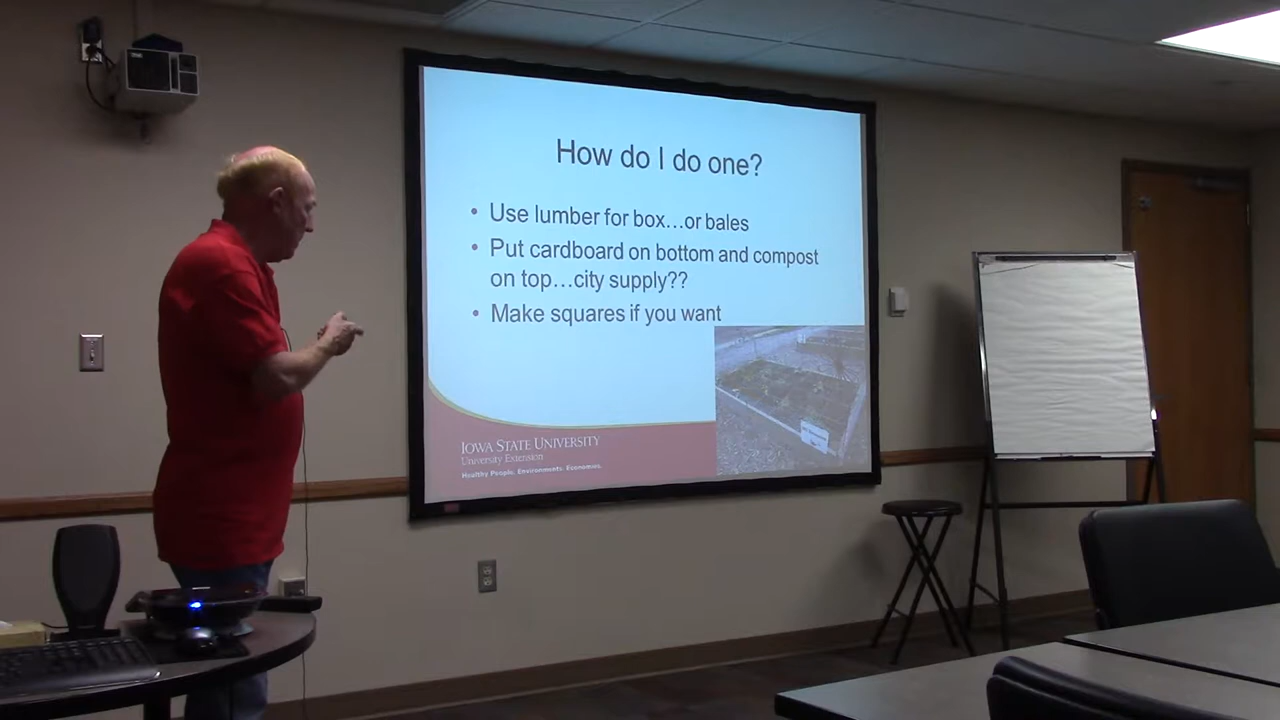 How do I do one?
• Use lumber for box...or bales
• Put cardboard on bottom and compost
on top...city supply??
• Make squares if you want
IOWA STATE UNIVERSITY
University Extension
Healthy People. Environments. Economies.